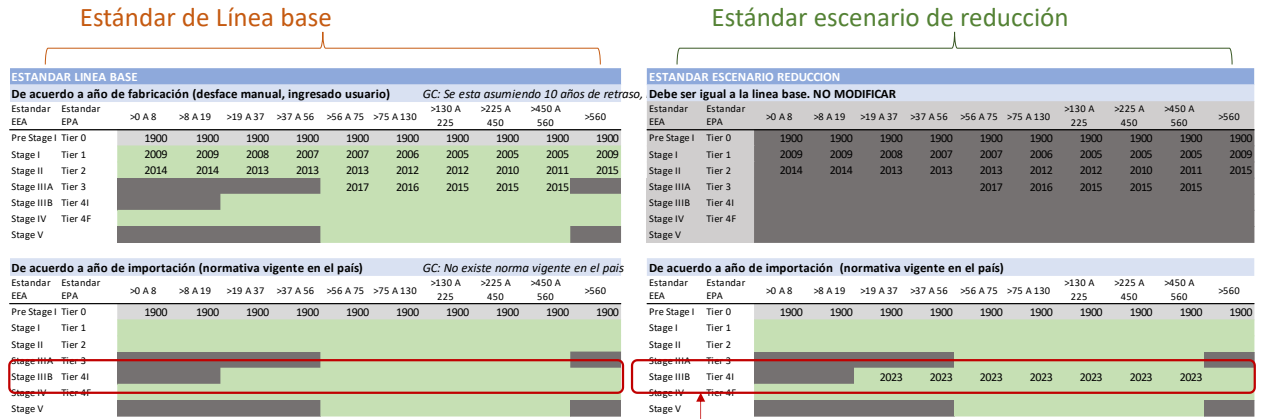 Estándar de Línea base
Estándar escenario de reducción
ESTANDAR LINEA BASE
De acuerdo a año de fabricación (desface manual, ingresado usuario) GC: Se esta asumiendo 10 años de retraso,
Estandar EEA Estandar EPA >0 A 8 >8 A 19 >19 A 37 >37 A 56 >56 A 75 >75 A 130 >130 A 225 >225 A 450 >450 A 560 >560
Pre Stage I Tier 0 1900 1900 1900 1900 1900 1900 1900 1900 1900 1900
Stage I Tier 1 2009 2009 2008 2007 2007 2006 2005 2005 2005 2009
Stage II Tier 2 2014 2014 2013 2013 2013 2012 2012 2010 2011 2015
Stage IIIA Tier 3 2017 2016 2015 2015 2015
Stage IIIB Tier 4I
Stage IV Tier 4F
Stage V
De acuerdo a año de importación (normativa vigente en el país) GC: No existe norma vigente en el pais
Estandar EEA Estandar EPA >0 A 8 >8 A 19 >19 A 37 >37 A 56 >56 A 75 >75 A 130 >130 A 225 >225 A 450 >450 A 560 >560
Pre Stage I Tier 0 1900 1900 1900 1900 1900 1900 1900 1900 1900 1900
Stage I Tier 1
Stage II Tier 2
Stage IIIA Tier 3
Stage IIIB Tier 4I
Stage IV Tier 4F
Stage V
ESTANDAR ESCENARIO REDUCCION
Debe ser igual a la linea base. NO MODIFICAR
Estandar EEA Estandar EPA >0 A 8 >8 A 19 >19 A 37 >37 A 56 >56 A 75 >75 A 130 >130 A 225 >225 A 450 >450 A 560 >560
Pre Stage I Tier 0 1900 1900 1900 1900 1900 1900 1900 1900 1900 1900
Stage I Tier 1 2009 2009 2008 2007 2007 2006 2005 2005 2005 2009
Stage II Tier 2 2014 2014 2013 2013 2013 2012 2012 2010 2011 2015
Stage IIIA Tier 3 2017 2016 2015 2015 2015
Stage IIIB Tier 4I
Stage IV Tier 4F
Stage V
De acuerdo a año de importación (normativa vigente en el país)
Estandar EEA Estandar EPA >0 A 8 >8 A 19 >19 A 37 >37 A 56 >56 A 75 >75 A 130 >130 A 225 >225 A 450 >450 A 560 >560
Pre Stage I Tier 0 1900 1900 1900 1900 1900 1900 1900 1900 1900 1900
Stage I Tier 1
Stage II Tier 2
Stage IIIA Tier 3
Stage IIIB Tier 4I 2023 2023 2023 2023 2023 2023 2023
Stage IV Tier 4F
Stage V